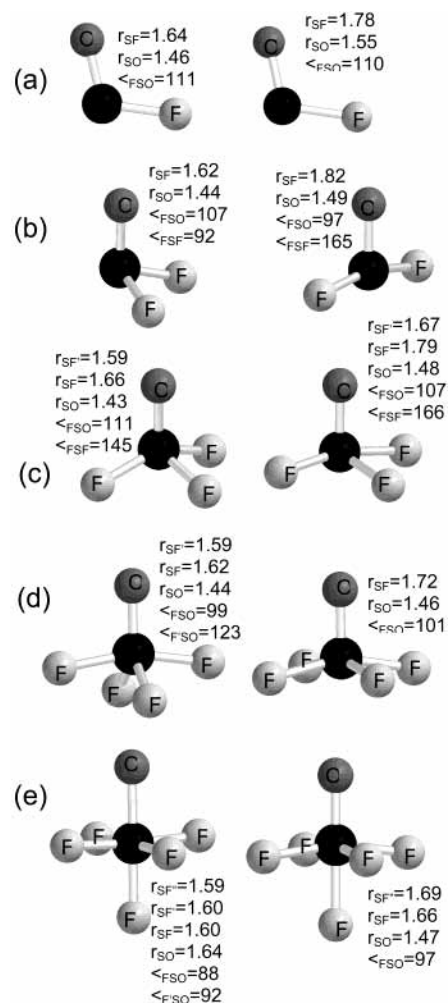 C
rSF=1.64
rSO=1.46
<FSO=111
F
C
rSF=1.78
rSO=1.55
<FSO=110
F
(a)
C
rSF=1.62
rSO=1.44
<FSO=107
<FSF=92
F
F
C
rSF=1.82
rSO=1.49
<FSO=97
<FSF=165
F
F
(b)
rSF'=1.59
rSF=1.66
rSO=1.43
<FSO=111
<FSF=145
C
F
F
F
rSF'=1.67
rSF=1.79
rSO=1.48
<FSO=107
<FSF=166
C
F
F
F
(c)
(d)
C
rSF'=1.59
rSF=1.62
rSO=1.44
<FSO=99
<F'SO=123
F
F
F
F
C
rSF=1.72
rSO=1.46
<FSO=101
F
F
F
F
(e)
C
F
F
F
F
F
rSF"=1.59
rSF'=1.60
rSF=1.60
rSO=1.64
<FSO=88
<F'SO=92
C
F
F
F
F
F
rSF"=1.69
rSF=1.66
rSO=1.47
<FSO=97